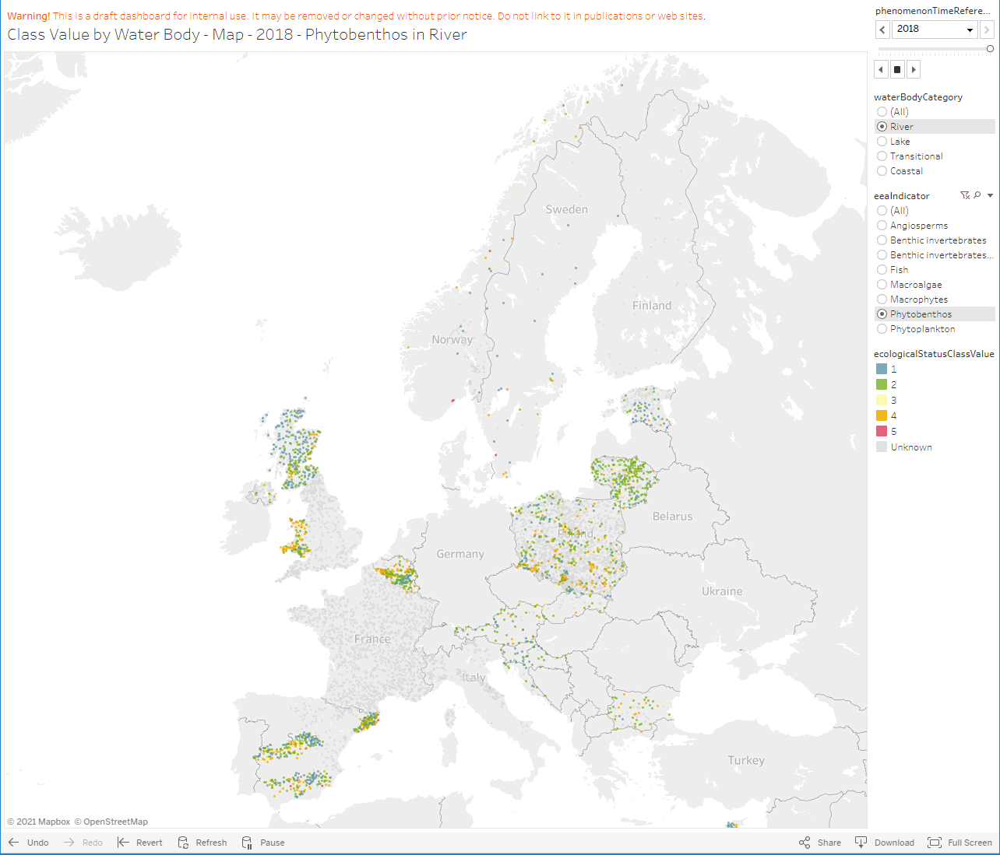 Warning! This is a draft dashboard for internal use. It may be removed or changed without prior notice. Do not link to it in publications or web sites.
Class Value by Water Body - Map - 2018 - Phytobenthos in River
phenomenonTimeRefere...
2018
waterBodyCategory
(All)
River
Lake
Transitional
Coastal
eeaIndicator
(All)
Angiosperms
Benthic invertebrates
Benthic invertebrates...
Fish
Macroalgae
Macrophytes
Phytobenthos
Phytoplankton
ecologicalStatusClassValue
1
2
3
4
5
Unknown
Sweden
Finland
Norway
Belarus
Poland
Germany
Ukraine
France
Italy
Turkey
© 2021 Mapbox © OpenStreetMap
Undo
Redo
Revert
Refresh
Pause
Share
Download
Full Screen